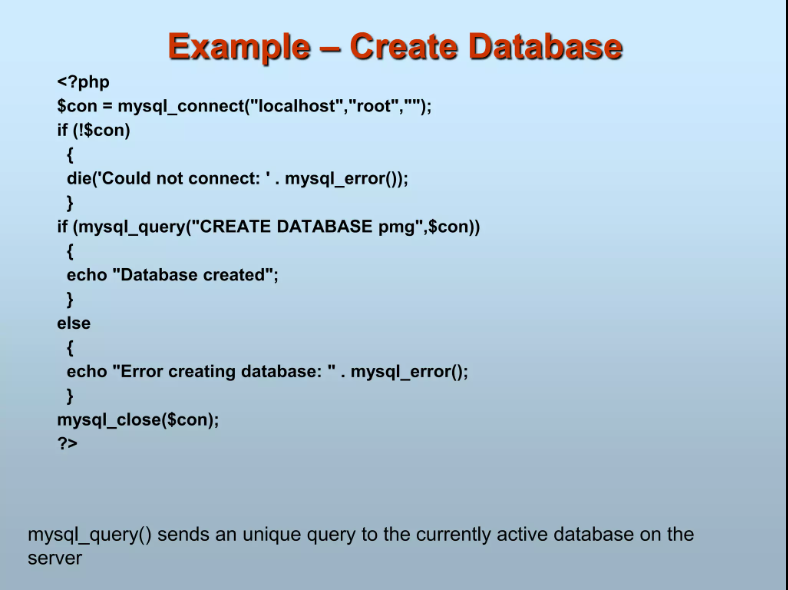 Example – Create Database
<?php
$con = mysql_connect("localhost","root","");
if (!$con)
{
die('Could not connect: ' . mysql_error());
}
if (mysql_query("CREATE DATABASE pmg",$con))
{
echo "Database created";
}
else
{
echo "Error creating database: " . mysql_error();
}
mysql_close($con);
?>
mysql_query() sends an unique query to the currently active database on the
server